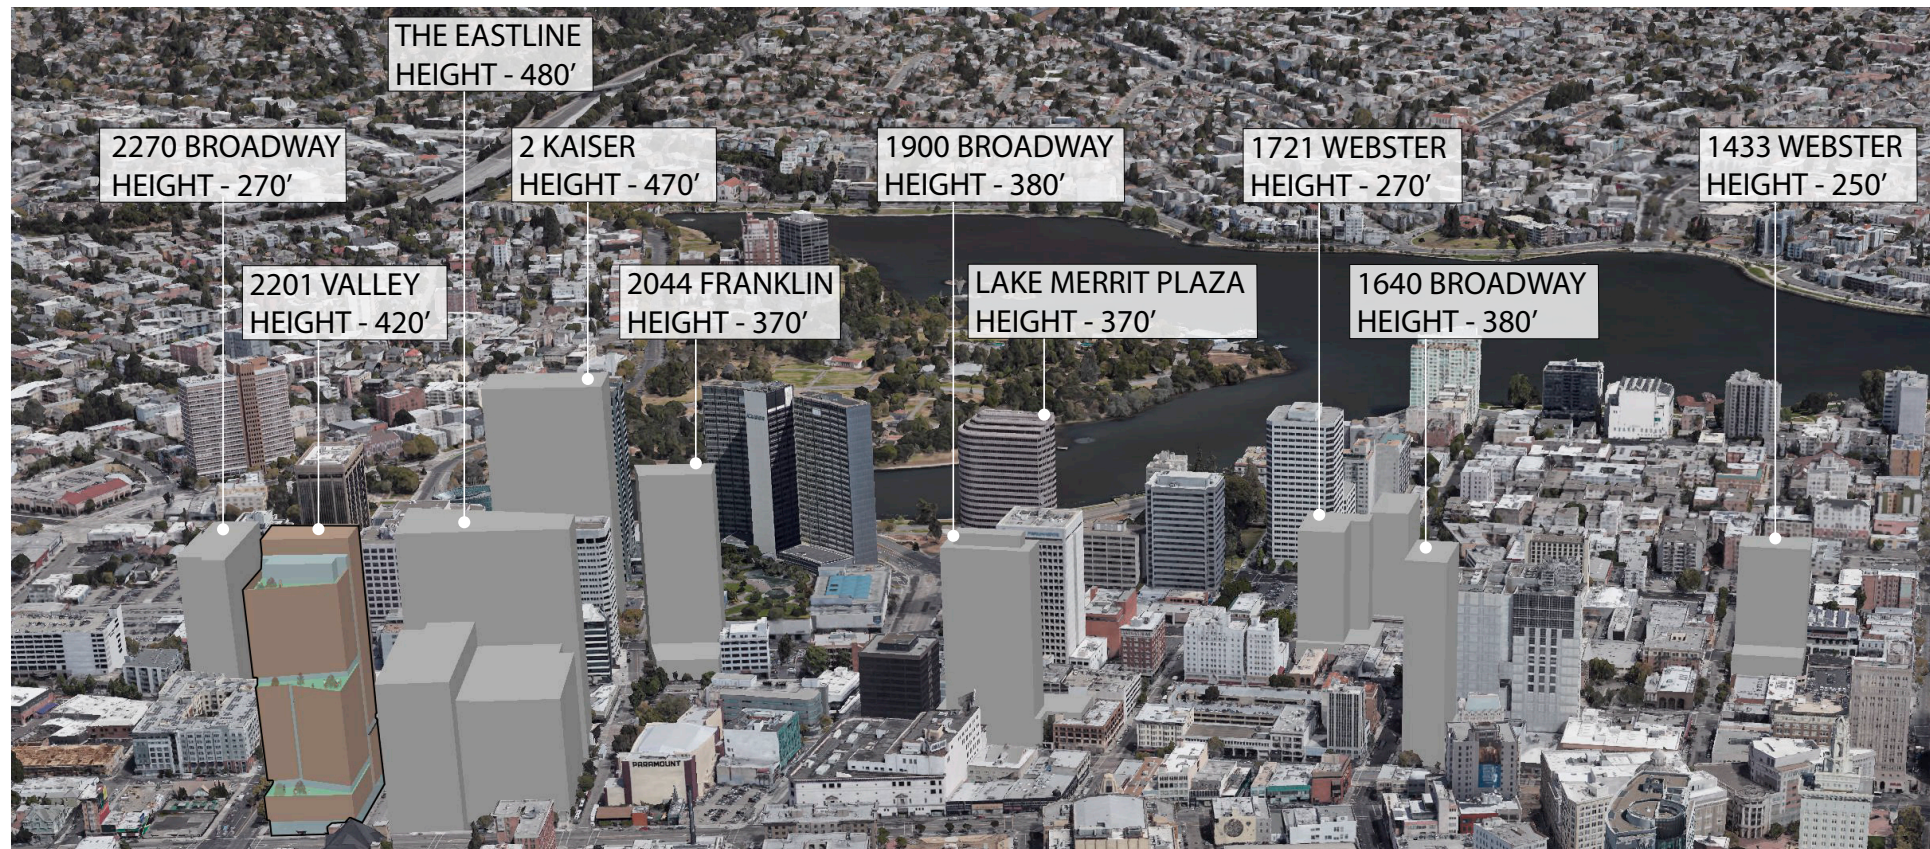 THE EASTLINE
HEIGHT - 480’
2270 BROADWAY
HEIGHT - 270’
2 KAISER
HEIGHT - 470’
1900 BROADWAY
HEIGHT - 380’
1721 WEBSTER
HEIGHT - 270’
1433 WEBSTER
HEIGHT - 250’
2201 VALLEY
HEIGHT - 420’
2044 FRANKLIN
HEIGHT - 370’
LAKE MERRIT PLAZA
HEIGHT - 370’
1640 BROADWAY
HEIGHT - 380’
PARAMOUNT